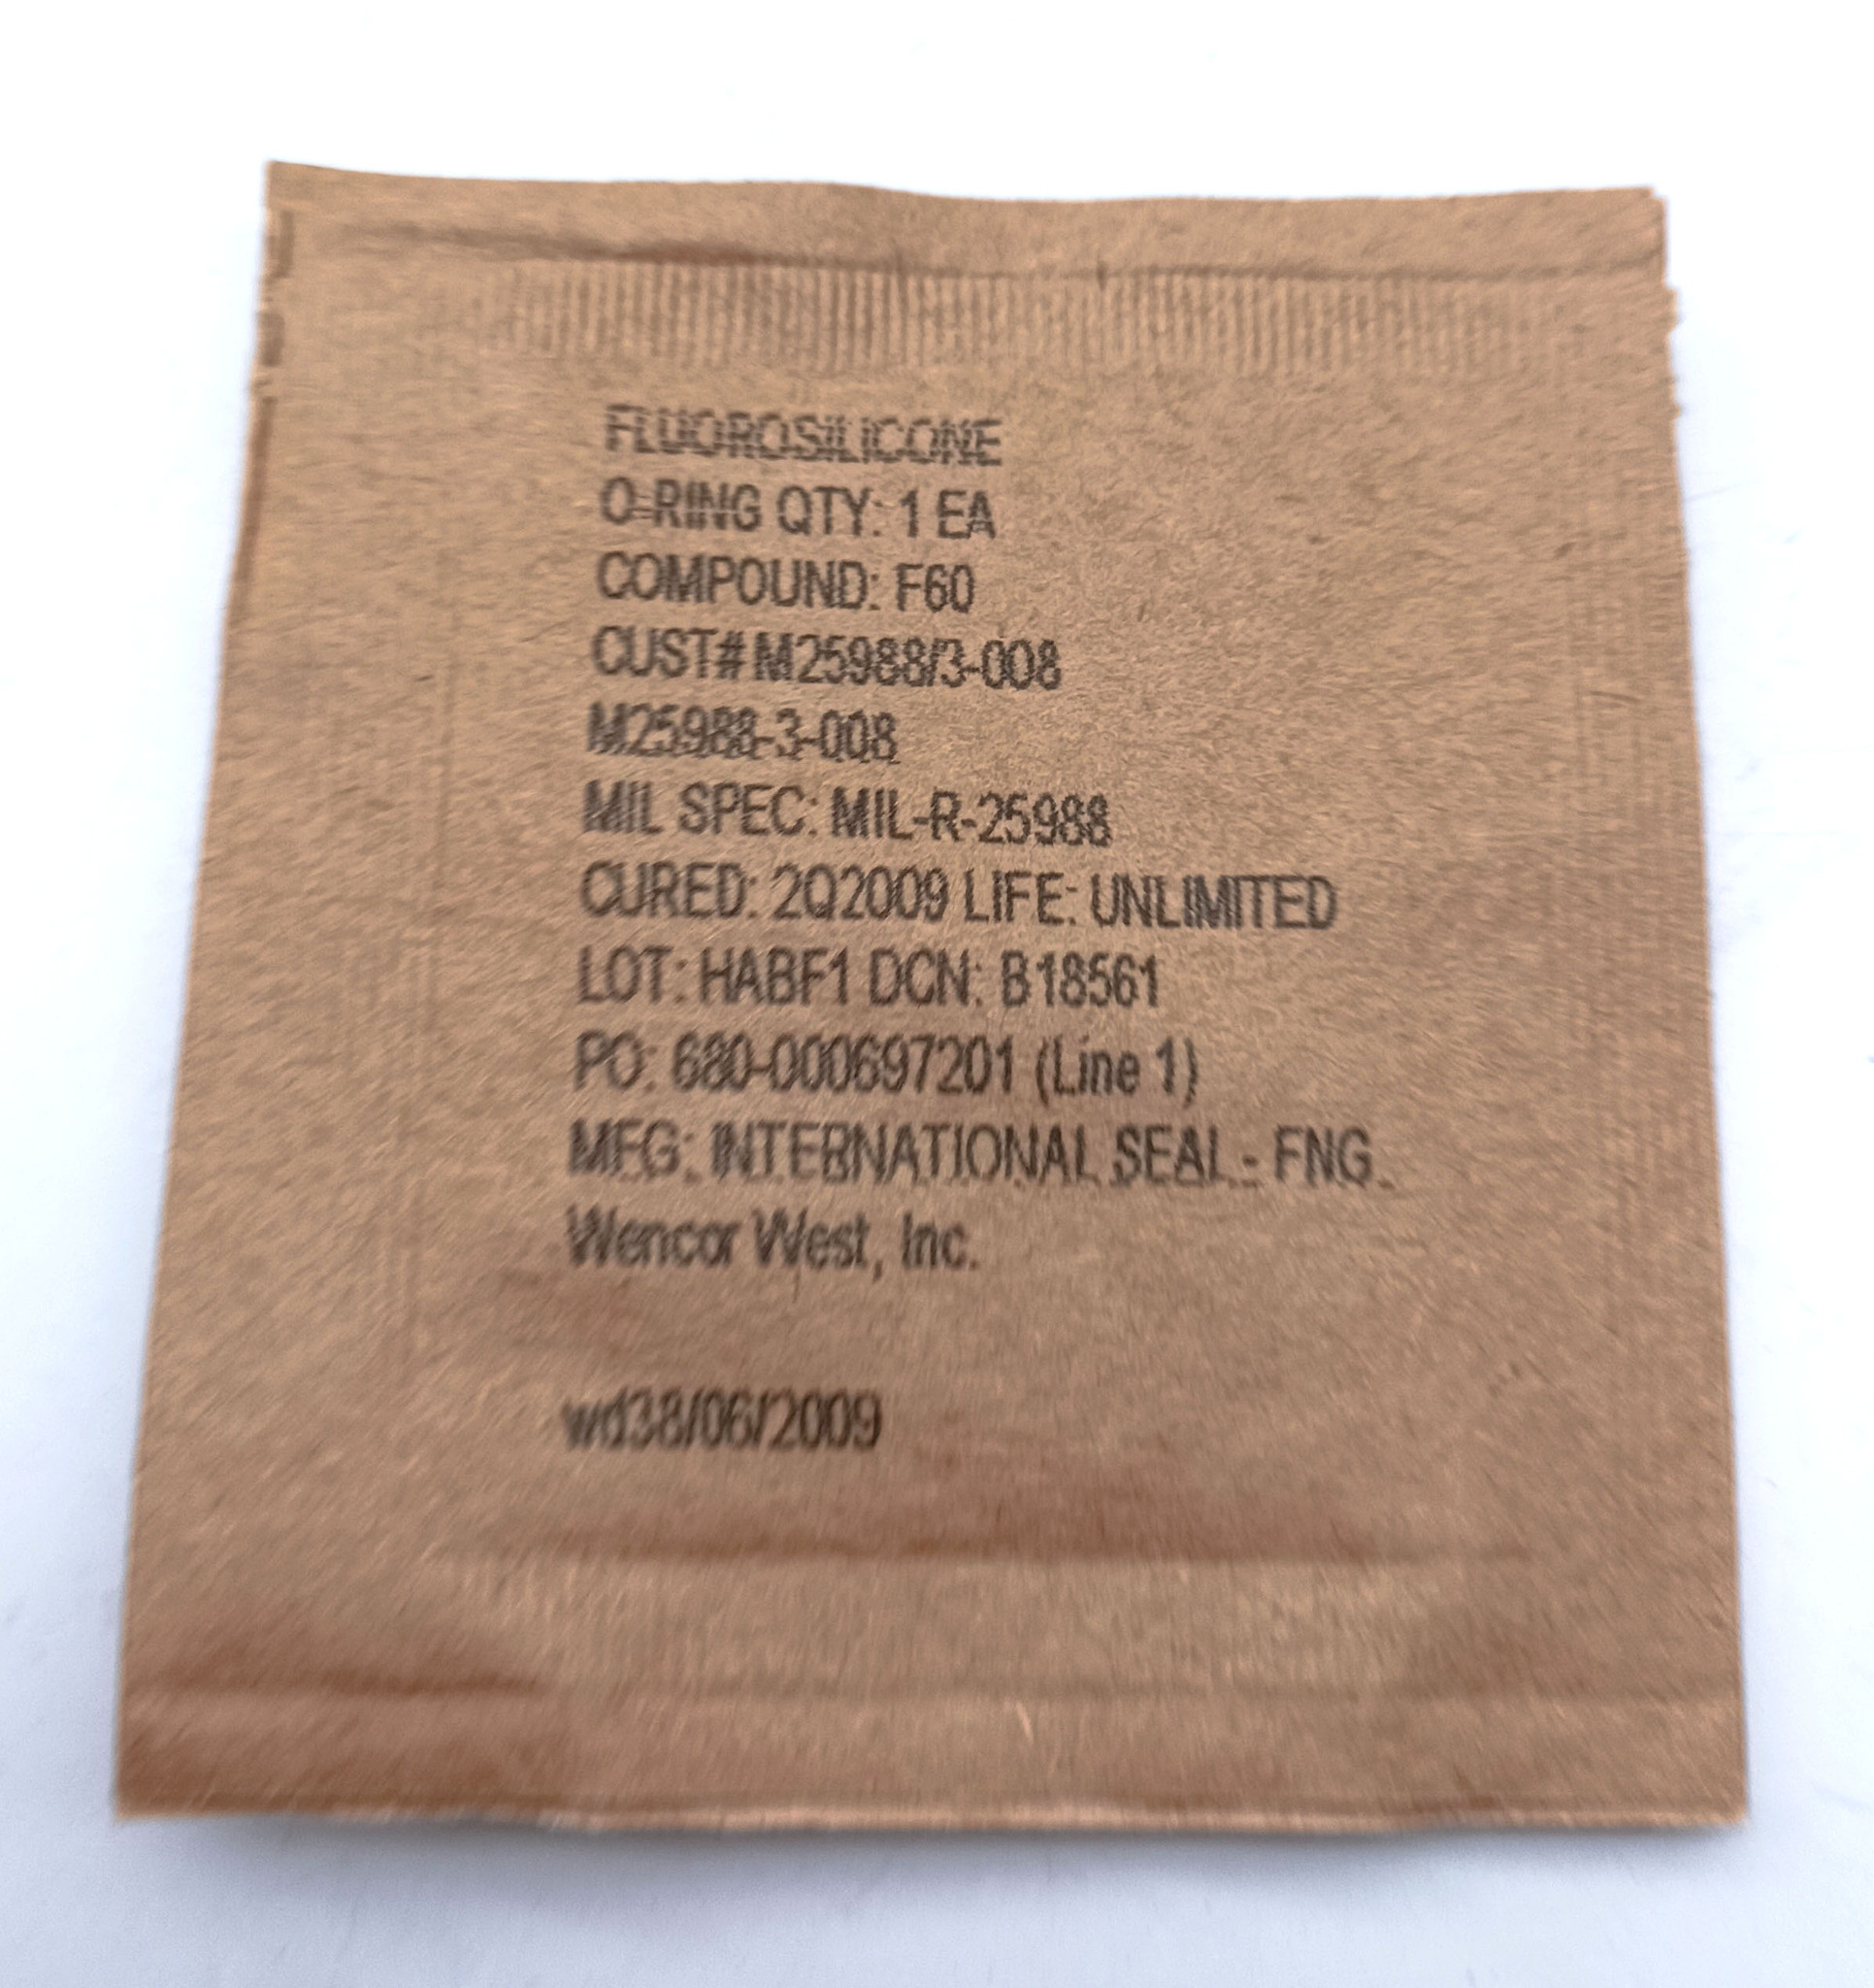 FLUOROSILICONE
O-RING QTY: 1 EA
COMPOUND: F60
CUST# M25988/3-008
M25988-3-008
MIL SPEC: MIL-R-25988
CURED: 2Q2009 LIFE: UNLIMITED
LOT: HABF1 DCN: B18561
PO: 680-000697201 (Line 1)
MFG: INTERNATIONAL SEAL - FNG
Wencor West, Inc.
wd38/06/2009